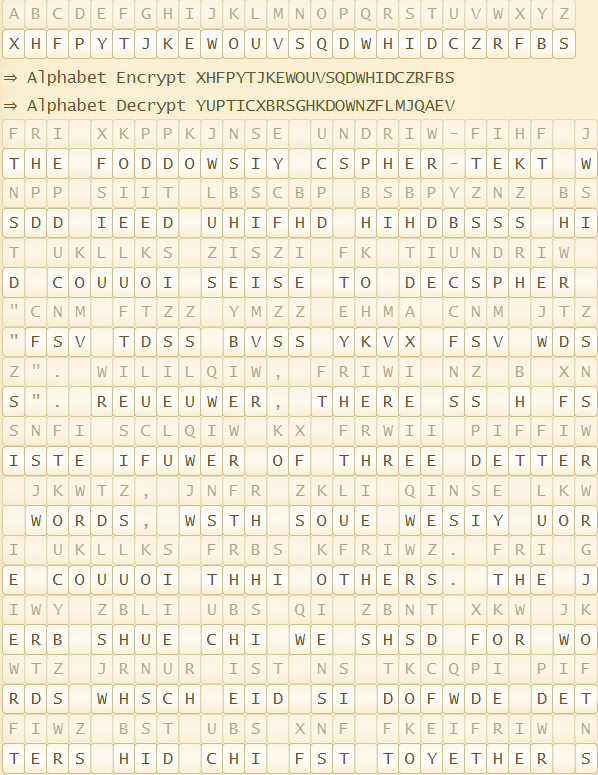 A B C D E F G H I J K L M N O P Q R S T U V W X Y Z
X H F P Y T J K E W O U V S Q D W H I D C Z R F B S
⇒ Alphabet Encrypt XHFPYTJKEWOUVSQDWHIDCZRFBS
⇒ Alphabet Decrypt YUPTICXBRSGHKDOWNZFLMJQAEV
FRI XKPPKJNSE UNDRIW-FIHF J
THE FODDOWSIY CSPHER-TEKT W
NPP SIIT LBSCBP BSBPYZNZ BS
SDD IEED UHIFHD HIHDBSSS HI
T UKLLKS ZISZI FK TIUNDRIW
D COUUOI SEISE TO DECSPHER
"CNM FTZZ YMZZ EHMA CNM JTZ
"FSV TDSS BVSS YKVX FSV WDS
Z". WILILQIW, FRIWI NZ B XN
S". REUEUWER, THERE SS H FS
SNFI SCLQIW KX FRWII PIFFIW
ISTE IFUWER OF THREE DETTER
JKWTZ, JNFR ZKLI QINSE LKW
WORDS, WSTH SOUE WESIY UOR
I UKLLKS FRBS KFRIWZ. FRI G
E COUUOI THHI OTHERS. THE J
IWY ZBLI UBS QI ZBNT XKW JK
ERB SHUE CHI WE SHSD FOR WO
WTZ JRNUR IST NS TKCQPI PIF
RDS WHSCH EID SI DOFWDE DET
FIWZ BST UBS XNF FKEIFRIW N
TERS HID CHI FST TOYETHER S